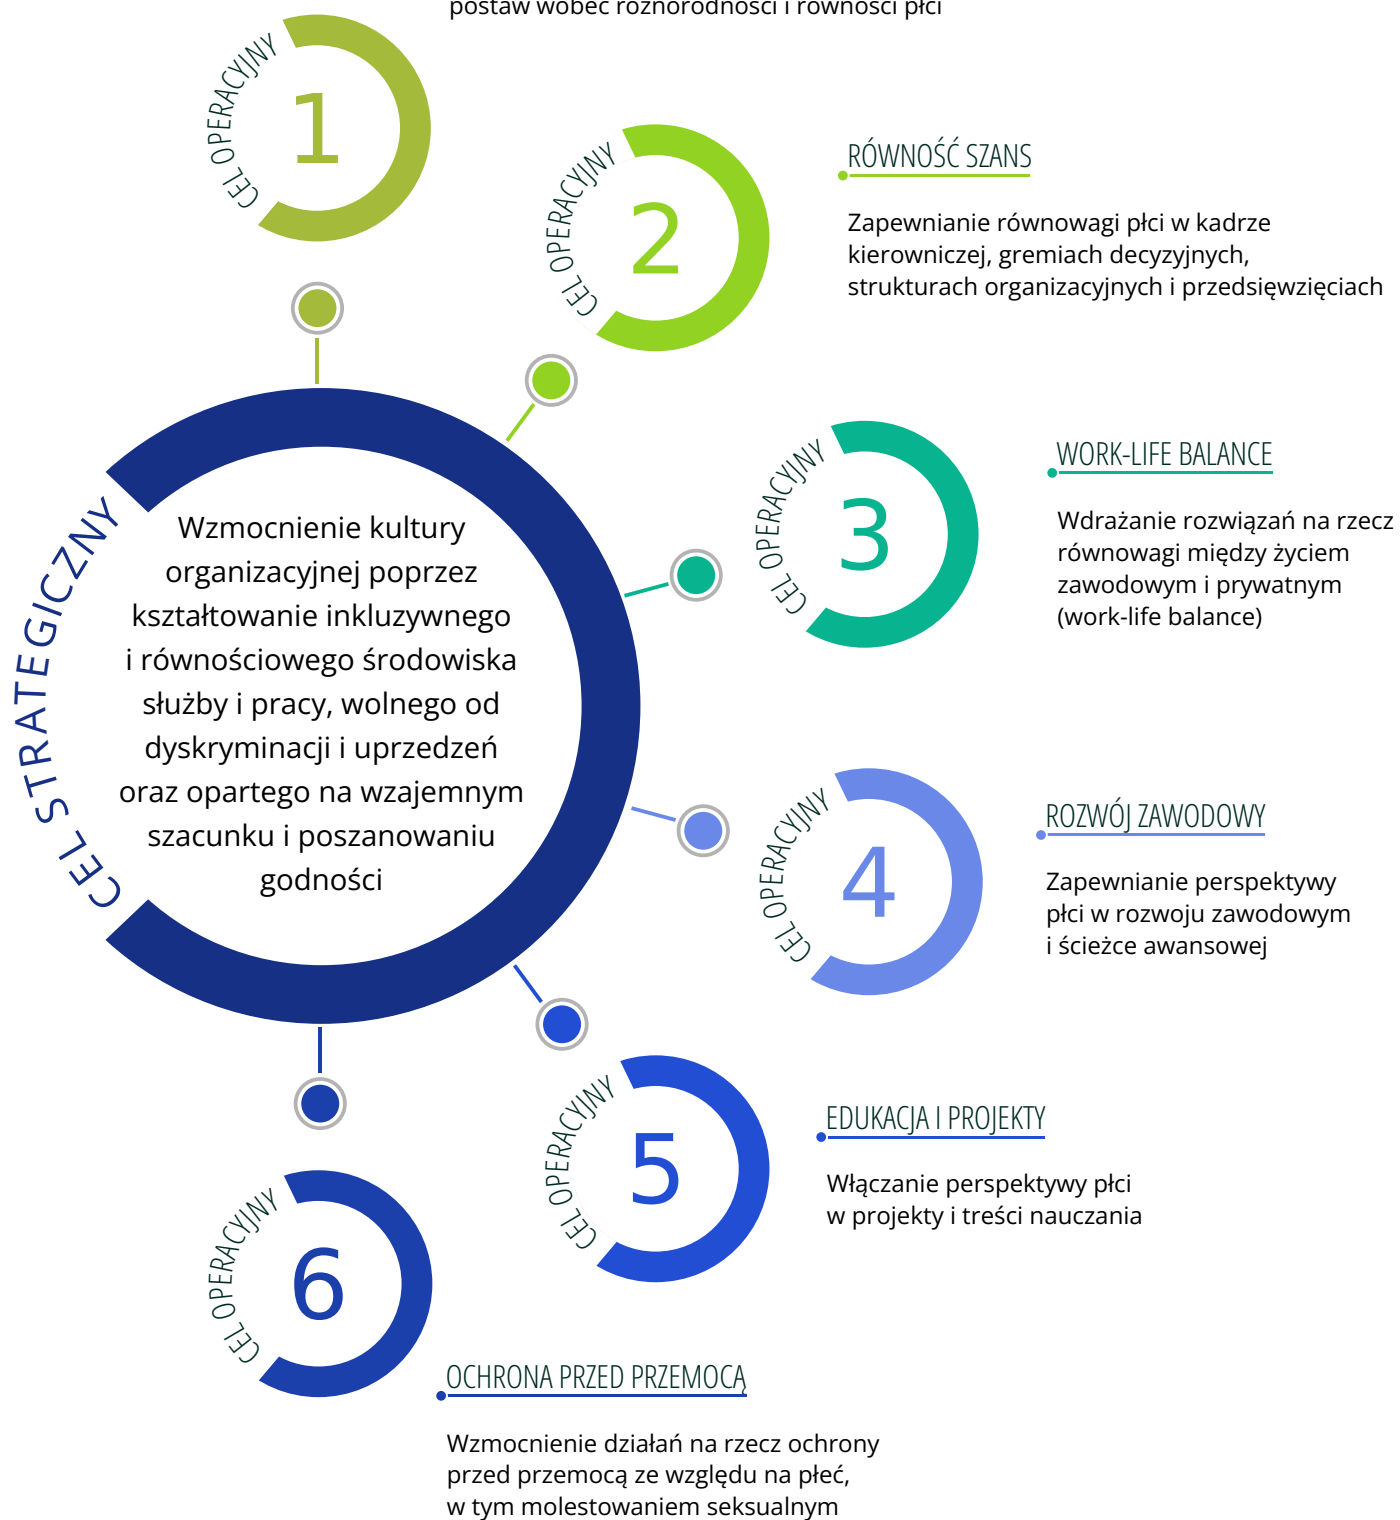 postaw wobec różnorodności i równości płci
CEL OPERACYJNY
1
CEL OPERACYJNY
2
RÓWNOŚĆ SZANS
Zapewnianie równowagi płci w kadrze
kierowniczej, gremiach decyzyjnych,
strukturach organizacyjnych i przedsięwzięciach
CEL OPERACYJNY
3
WORK-LIFE BALANCE
Wdrażanie rozwiązań na rzecz
równowagi między życiem
zawodowym i prywatnym
(work-life balance)
CEL STRATEGICZNY
Wzmocnienie kultury
organizacyjnej poprzez
kształtowanie inkluzywnego
i równościowego środowiska
służby i pracy, wolnego od
dyskryminacji i uprzedzeń
oraz opartego na wzajemnym
szacunku i poszanowaniu
godności
CEL OPERACYJNY
4
ROZWÓJ ZAWODOWY
Zapewnianie perspektywy
płci w rozwoju zawodowym
i ścieżce awansowej
CEL OPERACYJNY
5
EDUKACJA I PROJEKTY
Włączanie perspektywy płci
w projekty i treści nauczania
CEL OPERACYJNY
6
OCHRONA PRZED PRZEMOCĄ
Wzmocnienie działań na rzecz ochrony
przed przemocą ze względu na płeć,
w tym molestowaniem seksualnym